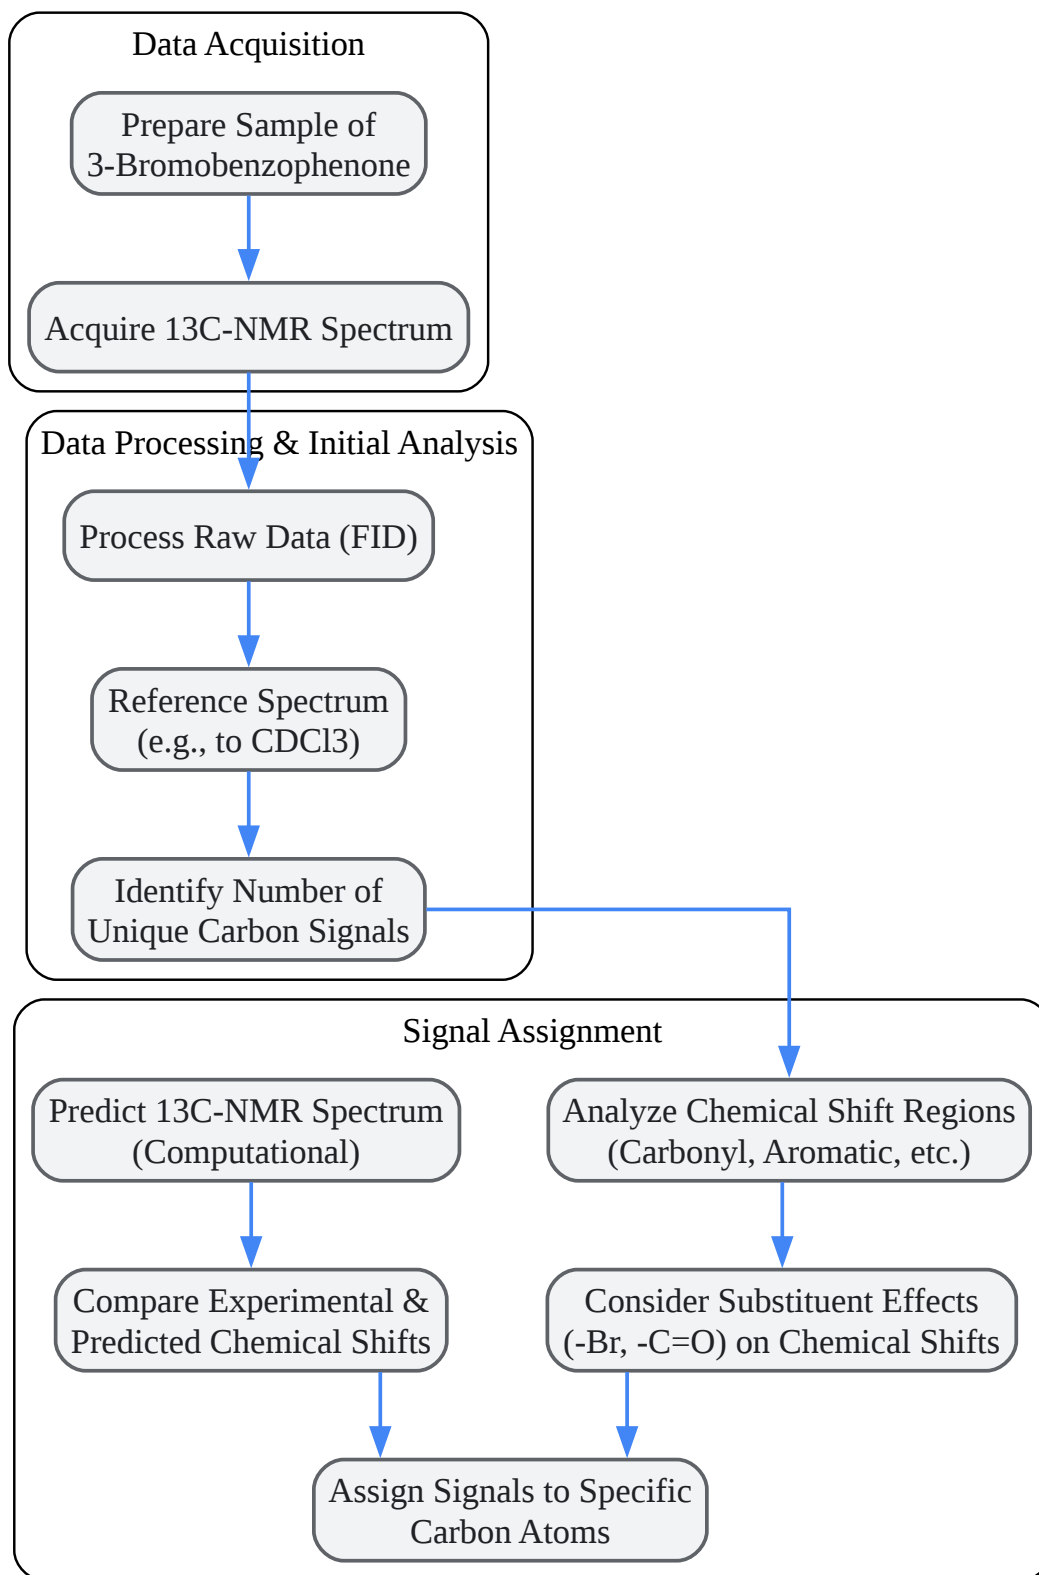 Data Acquisition
Prepare Sample of
3-Bromobenzophenone
Acquire 13C-NMR Spectrum
Data Processing & Initial Analysis
Process Raw Data (FID)
Reference Spectrum
(e.g., to CDCl3)
Identify Number of
Unique Carbon Signals
Signal Assignment
Predict 13C-NMR Spectrum
(Computational)
Analyze Chemical Shift Regions
(Carbonyl, Aromatic, etc.)
Compare Experimental &
Predicted Chemical Shifts
Consider Substituent Effects
(-Br, -C=O) on Chemical Shifts
Assign Signals to Specific
Carbon Atoms